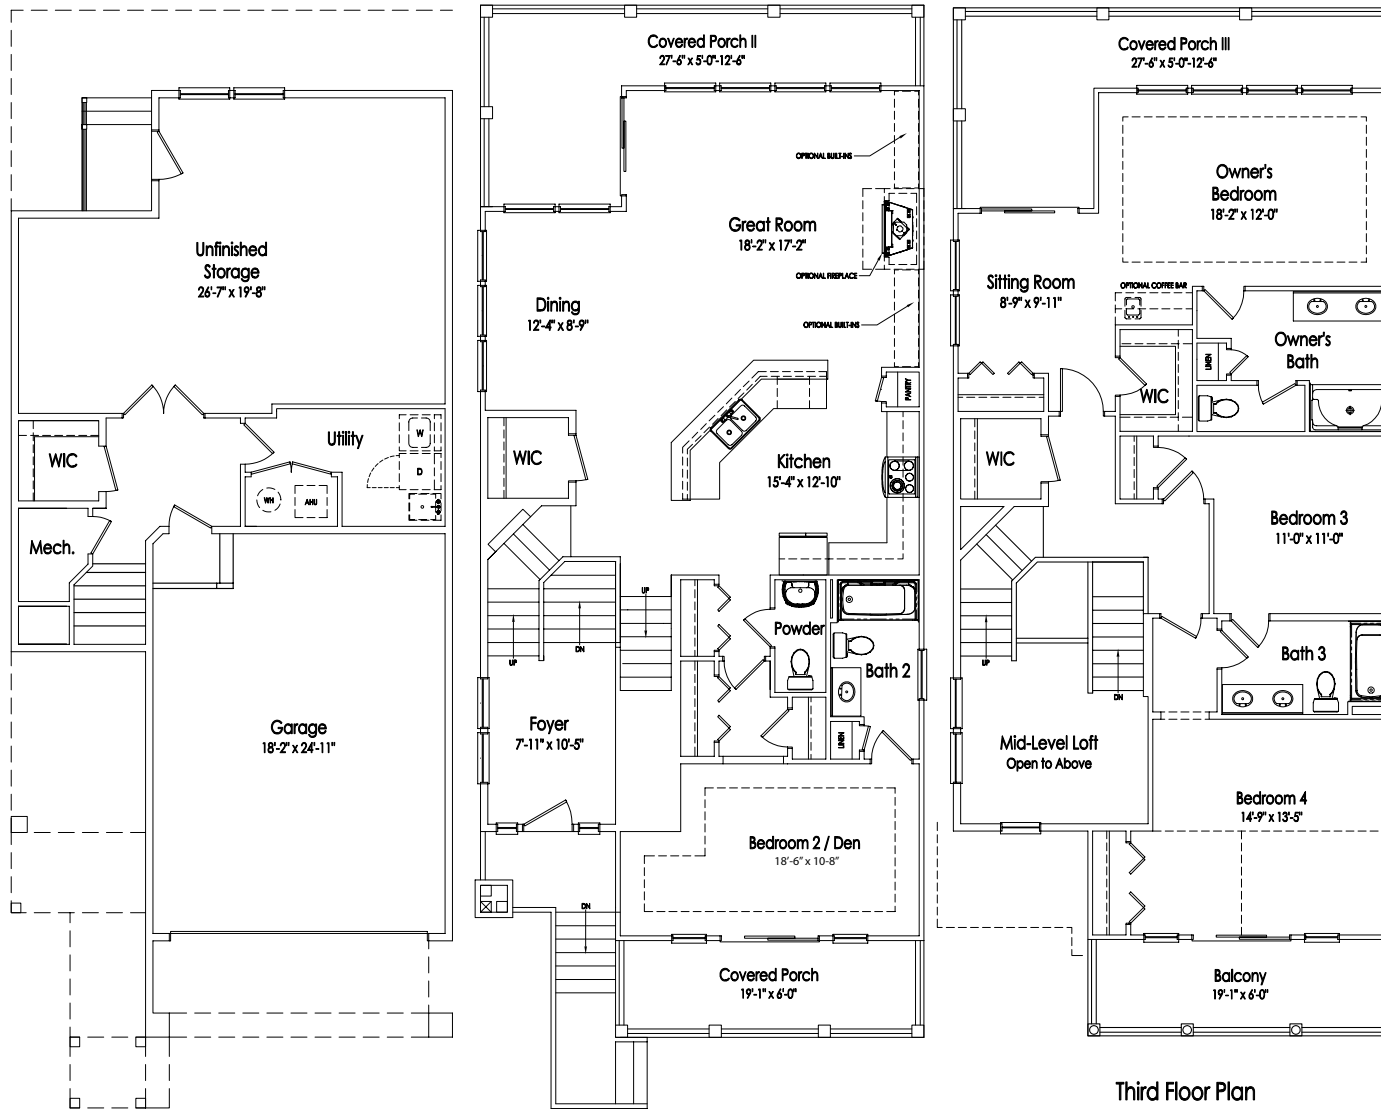 Unfinished
Storage
26'-7" x 19'-8"
WIC
Utility
W
D
WH
AHU
Mech.
Garage
18'-2" x 24'-11"
Covered Porch II
27'-6" x 5'-0"-12'-6"
OPTIONAL BUILT-INS
Great Room
18'-2" x 17'-2"
OPTIONAL FIREPLACE
Dining
12'-4" x 8'-9"
OPTIONAL BUILT-INS
PANTRY
WIC
Kitchen
15'-4" x 12'-10"
UP
UP
DN
Powder
Bath 2
Foyer
7'-11" x 10'-5"
LINEN
Bedroom 2 / Den
18'-6" x 10-8"
DN
Covered Porch
19'-1" x 6'-0"
Covered Porch III
27'-6" x 5'-0"-12'-6"
Owner's
Bedroom
18'-2" x 12'-0"
Sitting Room
8'-9" x 9'-11"
OPTIONAL COFFEE BAR
Owner's
Bath
LINEN
WIC
WIC
Bedroom 3
11'-0" x 11'-0"
UP
DN
Bath 3
Mid-Level Loft
Open to Above
Bedroom 4
14'-9" x 13'-5"
Balcony
19'-1" x 6'-0"
Third Floor Plan